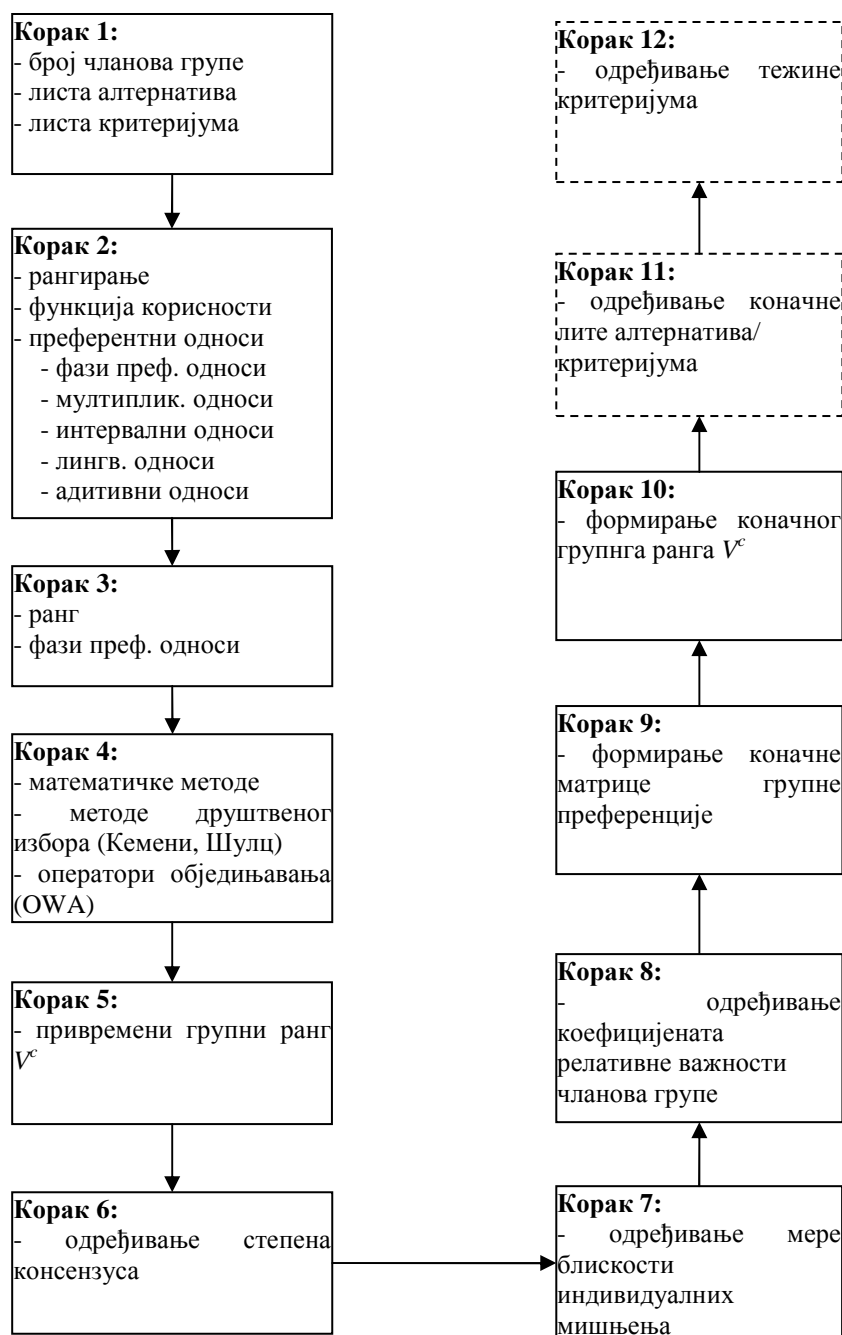 Корак 1:
- број чланова групе
- листа алтернатива
- листа критеријума
Корак 2:
- рангирање
- функција корисности
- преферентни односи
- фази преф. односи
- мултиплик. односи
- интервални односи
- лингв. односи
- адитивни односи
Корак 3:
- ранг
- фази преф. односи
Корак 4:
- математичке методе
- методе друштвеног
избора (Кемени, Шулц)
- оператори обједињавања
(OWA)
Корак 5:
- привремени групни ранг
Vᶜ
Корак 6:
- одређивање степена
консензуса
Корак 7:
- одређивање мере
блискости
индивидуалних
мишњења
Корак 8:
- одређивање
коефицијената
релативне важности
чланова групе
Корак 9:
- формирање коначне
матрице групне
преференције
Корак 10:
- формирање коначног
групнга ранга Vᶜ
Корак 11:
- одређивање коначне
лите алтернатива/
критеријума
Корак 12:
- одређивање тежине
критеријума